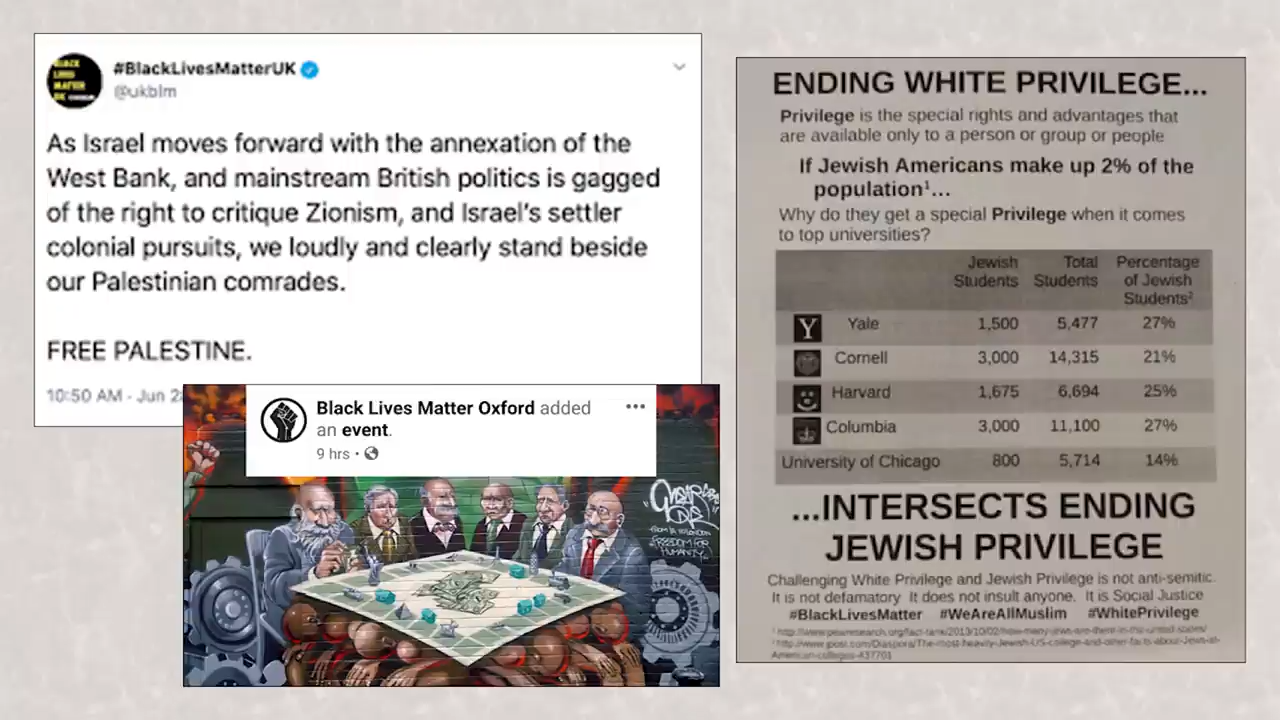 #BlackLivesMatterUK
@ukblm
As Israel moves forward with the annexation of the
West Bank, and mainstream British politics is gagged
of the right to critique Zionism, and Israel's settler
colonial pursuits, we loudly and clearly stand beside
our Palestinian comrades.
FREE PALESTINE.
10:50 AM - Jun
Black Lives Matter Oxford added
an event.
9 hrs •
FREEDOM FOR
HUMANITY
ENDING WHITE PRIVILEGE...
Privilege is the special rights and advantages that
are available only to a person or group or people
If Jewish Americans make up 2% of the
population¹...
Why do they get a special Privilege when it comes
to top universities?
Jewish Students Total Students Percentage of Jewish Students²
Y Yale 1,500 5,477 27%
Cornell 3,000 14,315 21%
Harvard 1,675 6,694 25%
Columbia 3,000 11,100 27%
University of Chicago 800 5,714 14%
...INTERSECTS ENDING
JEWISH PRIVILEGE
Challenging White Privilege and Jewish Privilege is not anti-semitic.
It is not defamatory It does not insult anyone. It is Social Justice
#BlackLivesMatter #WeAreAllMuslim #WhitePrivilege